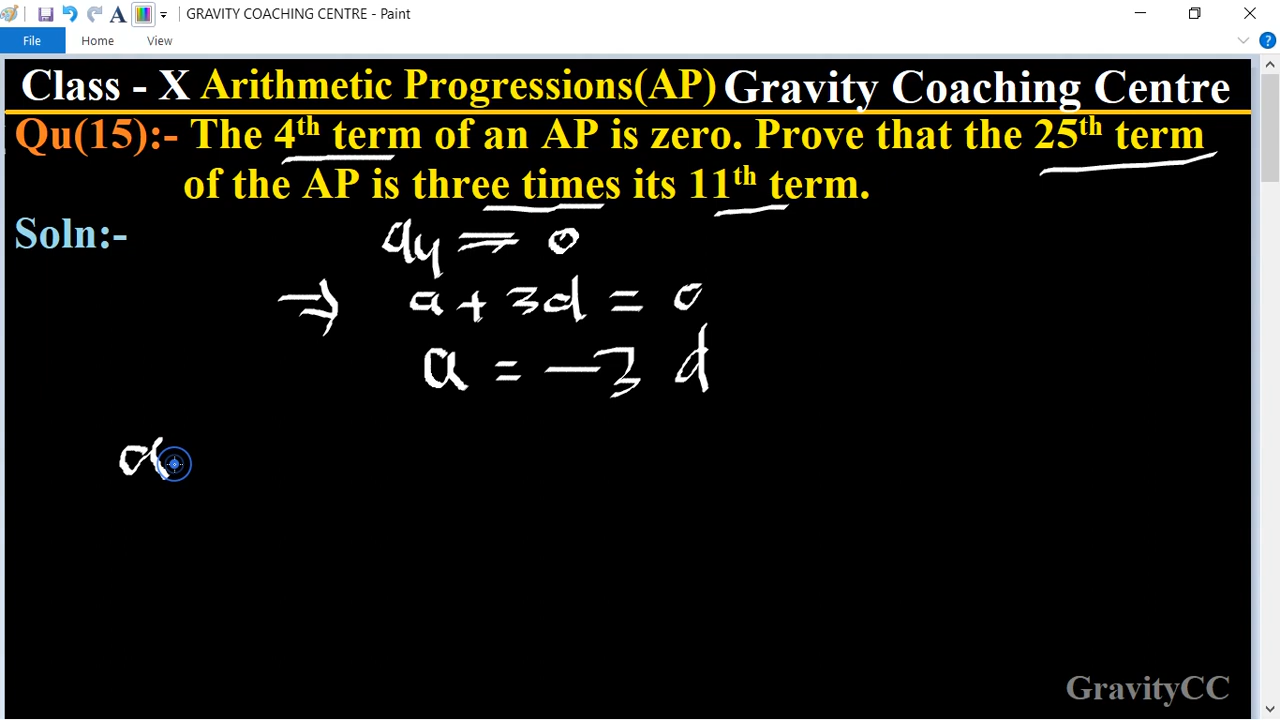 GRAVITY COACHING CENTRE - Paint
File Home View
Class - X Arithmetic Progressions(AP) Gravity Coaching Centre
Qu(15):- The 4th term of an AP is zero. Prove that the 25th term
of the AP is three times its 11th term.
Soln:-
a4 = 0
⇒ a + 3d = 0
a = -3 d
a
GravityCC